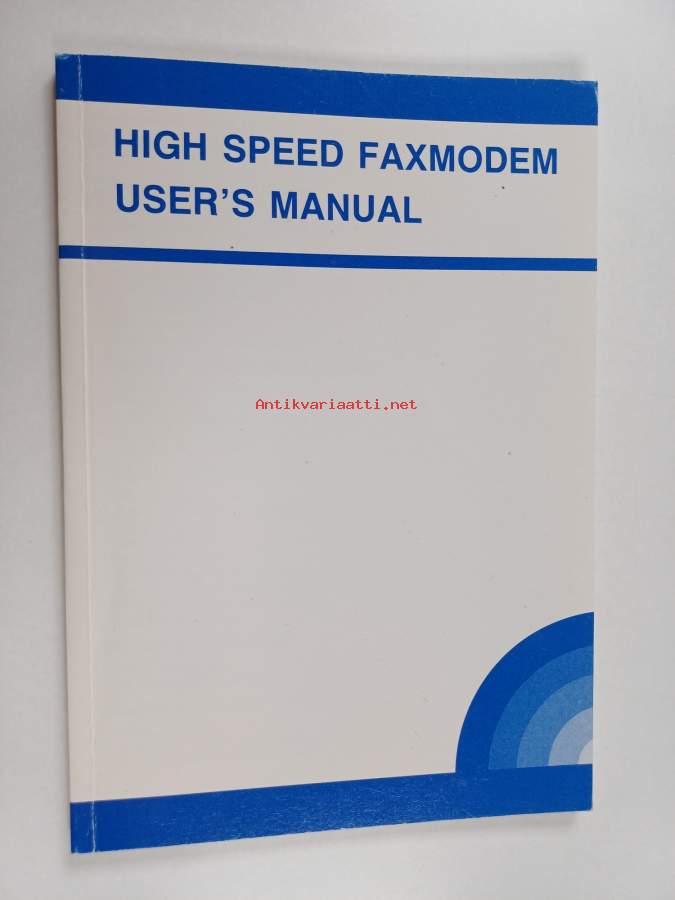 HIGH SPEED FAXMODEM
USER'S MANUAL
Antikvariaatti.net